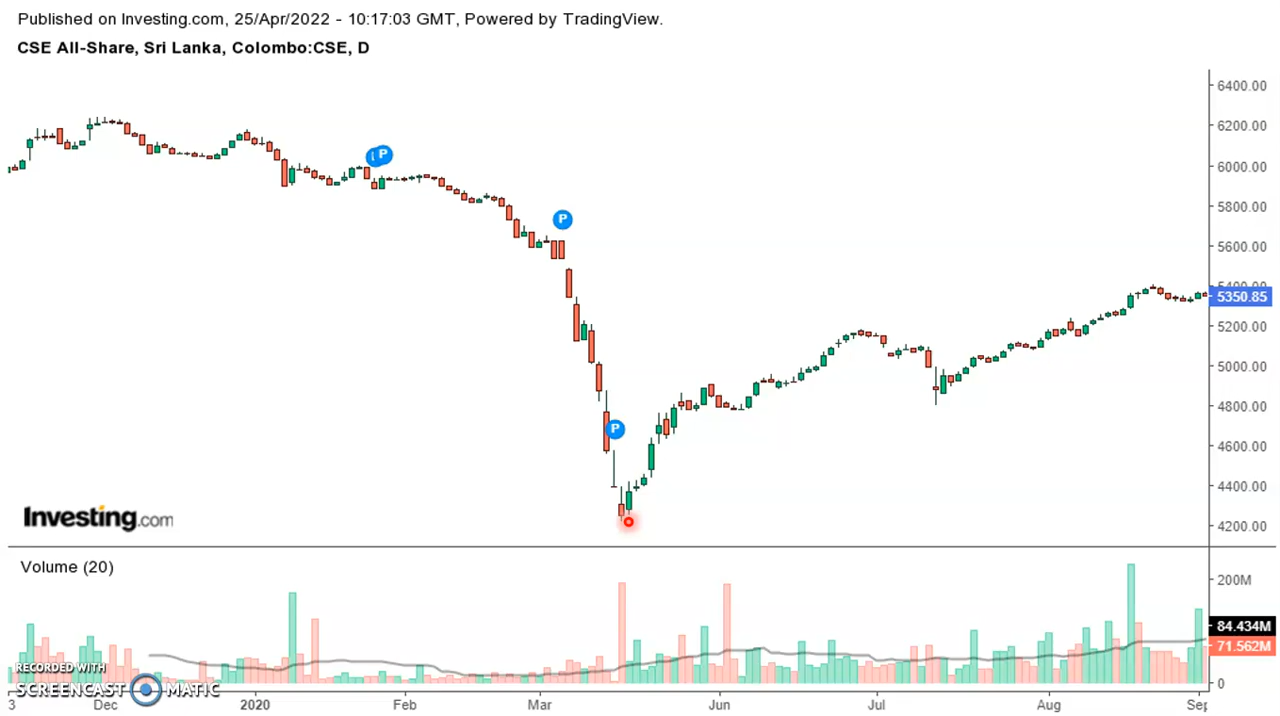 Published on Investing.com, 25/Apr/2022 - 10:17:03 GMT, Powered by TradingView.
CSE All-Share, Sri Lanka, Colombo:CSE, D
6400.00
6200.00
6000.00
P
P
5800.00
5600.00
5400.00
5350.85
5200.00
5000.00
4800.00
P
4600.00
4400.00
4200.00
Investing.com
Volume (20)
200M
84.434M
71.562M
0
RECORDED WITH
SCREENCAST MATIC
3 Dec 2020 Feb Mar Jun Jul Aug Sep